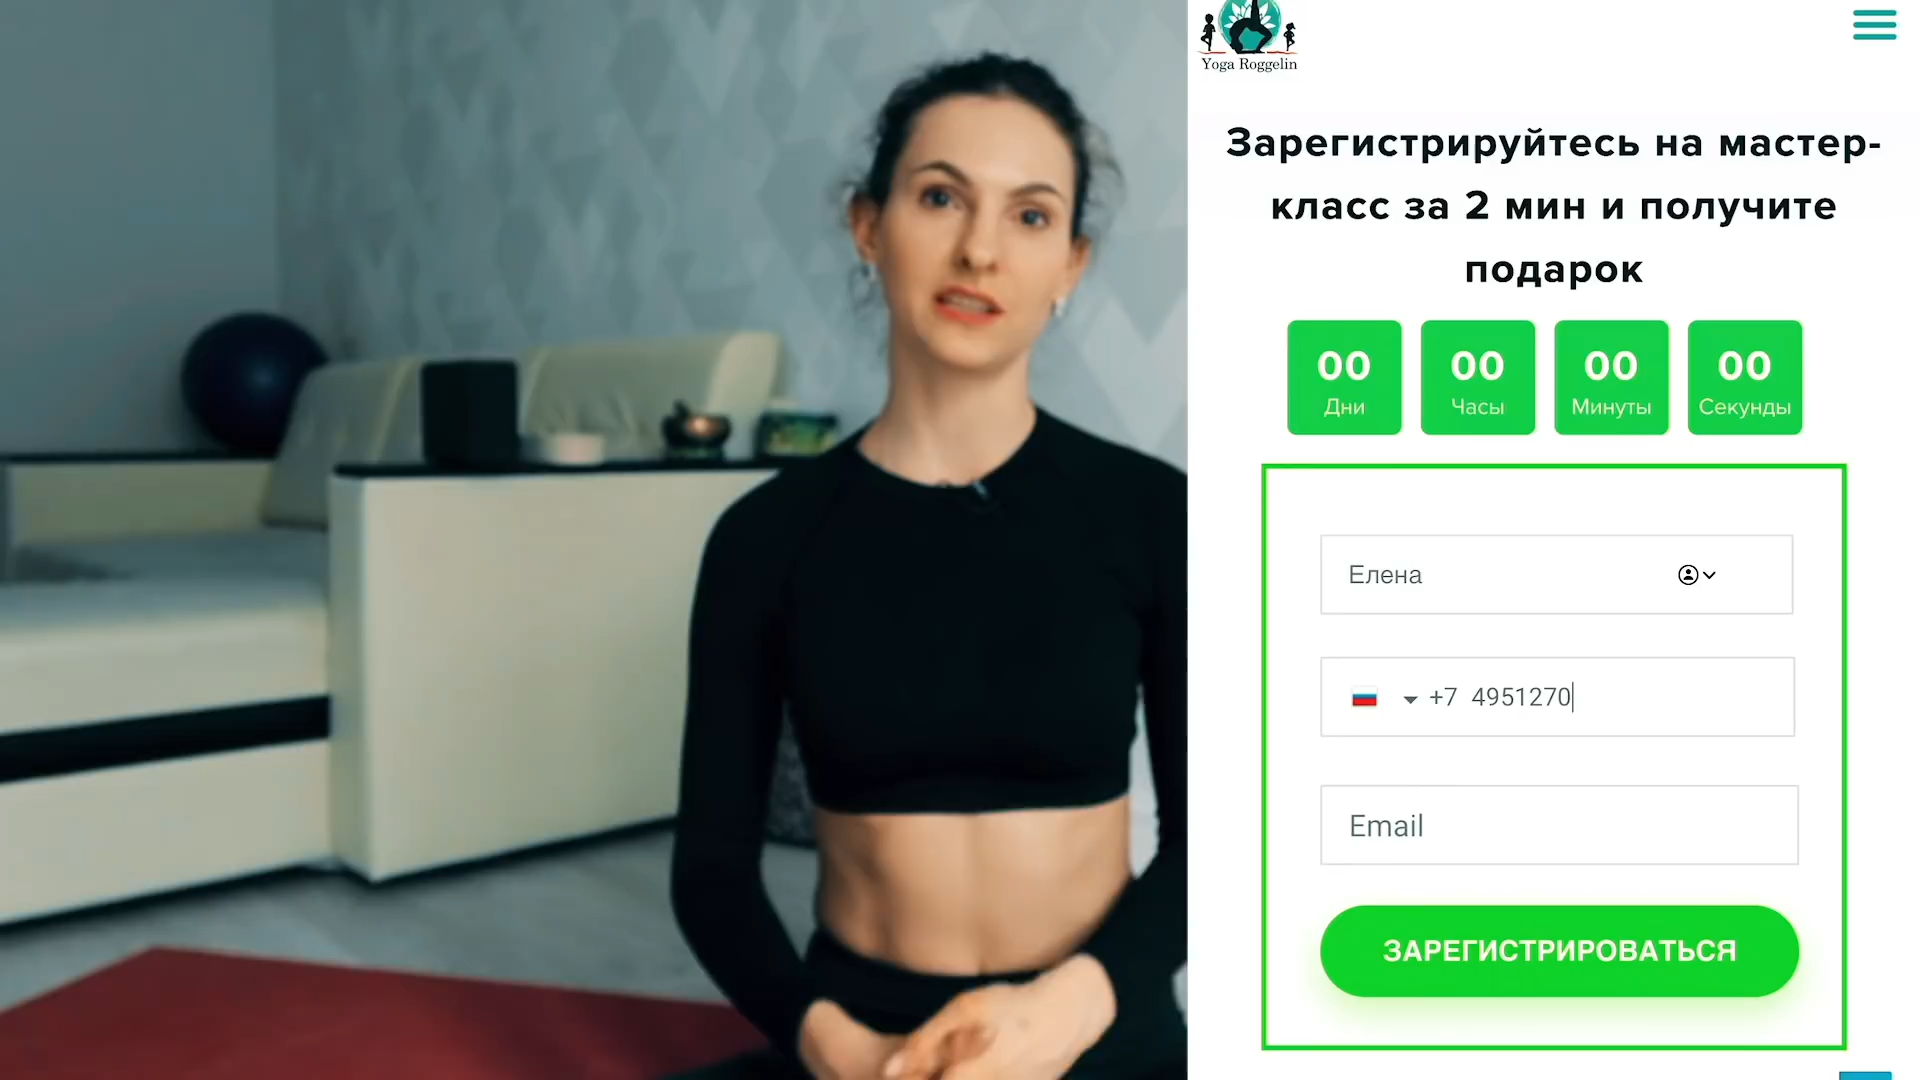 Yoga Roggelin
Зарегистрируйтесь на мастер-
класс за 2 мин и получите
подарок
00 00 00 00
Дни Часы Минуты Секунды
Елена
+7 4951270
Email
ЗАРЕГИСТРИРОВАТЬСЯ